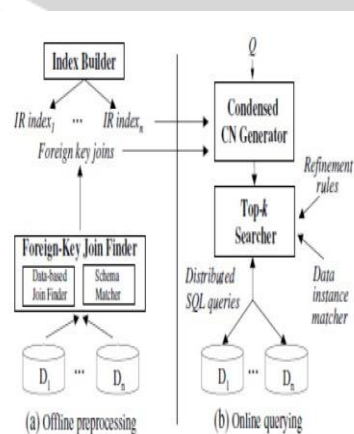 Index Builder
IR index1 ... IR indexn
Foreign key joins
Foreign-Key Join Finder
Data-based
Join Finder
Schema
Matcher
D1 ... Dn
(a) Offline preprocessing
Q
Condensed
CN Generator
Refinement
rules
Top-k
Searcher
Distributed
SQL queries
Data
instance
matcher
D1 ... Dn
(b) Online querying